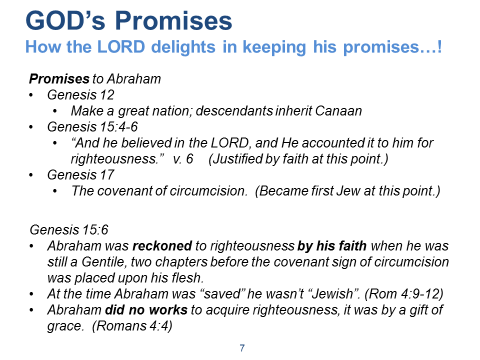 GOD's Promises
How the LORD delights in keeping his promises…!
Promises to Abraham
• Genesis 12
• Make a great nation; descendants inherit Canaan
• Genesis 15:4-6
• “And he believed in the LORD, and He accounted it to him for
righteousness.” v. 6 (Justified by faith at this point.)
• Genesis 17
• The covenant of circumcision. (Became first Jew at this point.)
Genesis 15:6
• Abraham was reckoned to righteousness by his faith when he was
still a Gentile, two chapters before the covenant sign of circumcision
was placed upon his flesh.
• At the time Abraham was “saved” he wasn’t “Jewish”. (Rom 4:9-12)
• Abraham did no works to acquire righteousness, it was by a gift of
grace. (Romans 4:4)
7